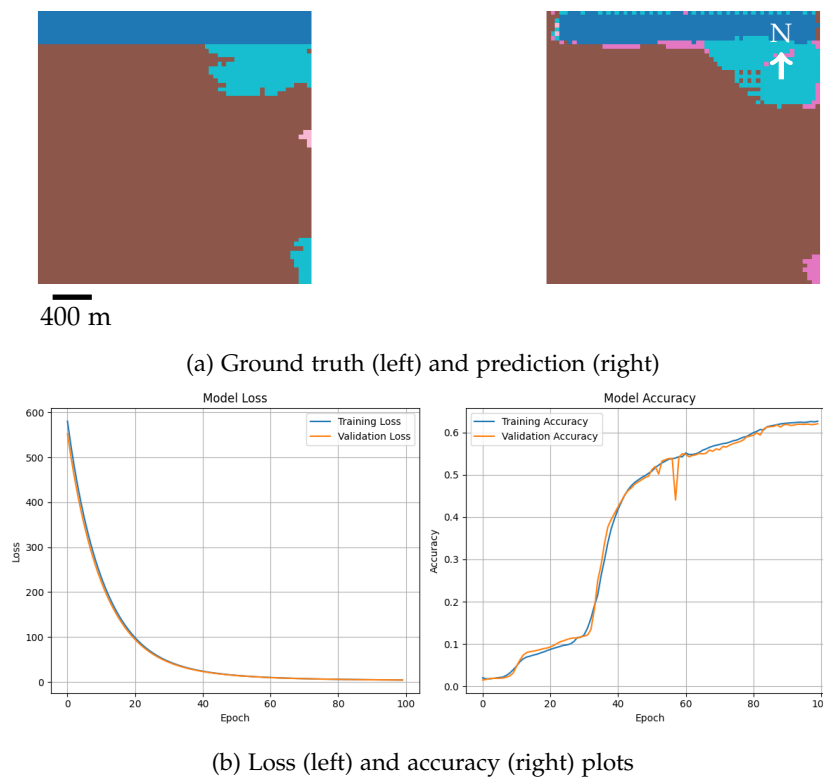 N
400 m
(a) Ground truth (left) and prediction (right)
Model Loss
600
500
400
300
200
100
0
Loss
Training Loss
Validation Loss
0
20
40
60
80
100
Epoch
Model Accuracy
0.6
0.5
0.4
0.3
0.2
0.1
0.0
Accuracy
Training Accuracy
Validation Accuracy
0
20
40
60
80
Epoch
(b) Loss (left) and accuracy (right) plots